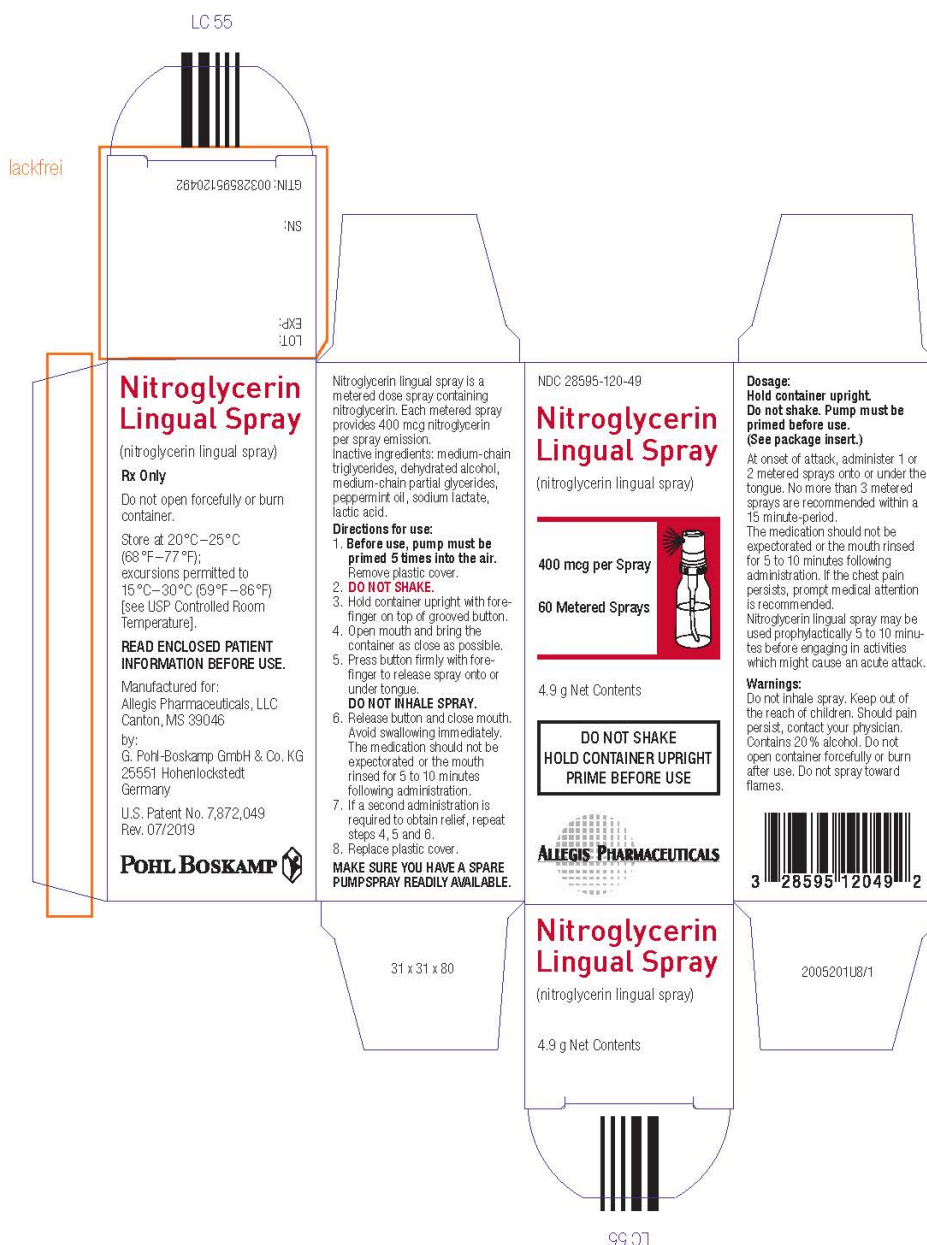 LC 55
lackfrei
GTIN: 00328595120492
SN:
EXP:
LOT:
Nitroglycerin
Lingual Spray
(nitroglycerin lingual spray)
Rx Only
Do not open forcefully or burn
container.
Store at 20°C–25°C
(68°F–77°F);
excursions permitted to
15°C–30°C (59°F–86°F)
[see USP Controlled Room
Temperature].
READ ENCLOSED PATIENT
INFORMATION BEFORE USE.
Manufactured for:
Allegis Pharmaceuticals, LLC
Canton, MS 39046
by:
G. Pohl-Boskamp GmbH & Co. KG
25551 Hohenlockstedt
Germany
U.S. Patent No. 7,872,049
Rev. 07/2019
POHL BOSKAMP
Nitroglycerin lingual spray is a
metered dose spray containing
nitroglycerin. Each metered spray
provides 400 mcg nitroglycerin
per spray emission.
Inactive ingredients: medium-chain
triglycerides, dehydrated alcohol,
medium-chain partial glycerides,
peppermint oil, sodium lactate,
lactic acid.
Directions for use:
1. Before use, pump must be
primed 5 times into the air.
Remove plastic cover.
2. DO NOT SHAKE.
3. Hold container upright with fore-
finger on top of grooved button.
4. Open mouth and bring the
container as close as possible.
5. Press button firmly with fore-
finger to release spray onto or
under tongue.
DO NOT INHALE SPRAY.
6. Release button and close mouth.
Avoid swallowing immediately.
The medication should not be
expectorated or the mouth
rinsed for 5 to 10 minutes
following administration.
7. If a second administration is
required to obtain relief, repeat
steps 4, 5 and 6.
8. Replace plastic cover.
MAKE SURE YOU HAVE A SPARE
PUMPSPRAY READILY AVAILABLE.
31 x 31 x 80
NDC 28595-120-49
Nitroglycerin
Lingual Spray
(nitroglycerin lingual spray)
400 mcg per Spray
60 Metered Sprays
4.9 g Net Contents
DO NOT SHAKE
HOLD CONTAINER UPRIGHT
PRIME BEFORE USE
ALLEGIS PHARMACEUTICALS
Nitroglycerin
Lingual Spray
(nitroglycerin lingual spray)
4.9 g Net Contents
LC 55
Dosage:
Hold container upright.
Do not shake. Pump must be
primed before use.
(See package insert.)
At onset of attack, administer 1 or
2 metered sprays onto or under the
tongue. No more than 3 metered
sprays are recommended within a
15 minute-period.
The medication should not be
expectorated or the mouth rinsed
for 5 to 10 minutes following
administration. If the chest pain
persists, prompt medical attention
is recommended.
Nitroglycerin lingual spray may be
used prophylactically 5 to 10 minu-
tes before engaging in activities
which might cause an acute attack.
Warnings:
Do not inhale spray. Keep out of
the reach of children. Should pain
persist, contact your physician.
Contains 20% alcohol. Do not
open container forcefully or burn
after use. Do not spray toward
flames.
3 28595 12049 2
2005201U8/1